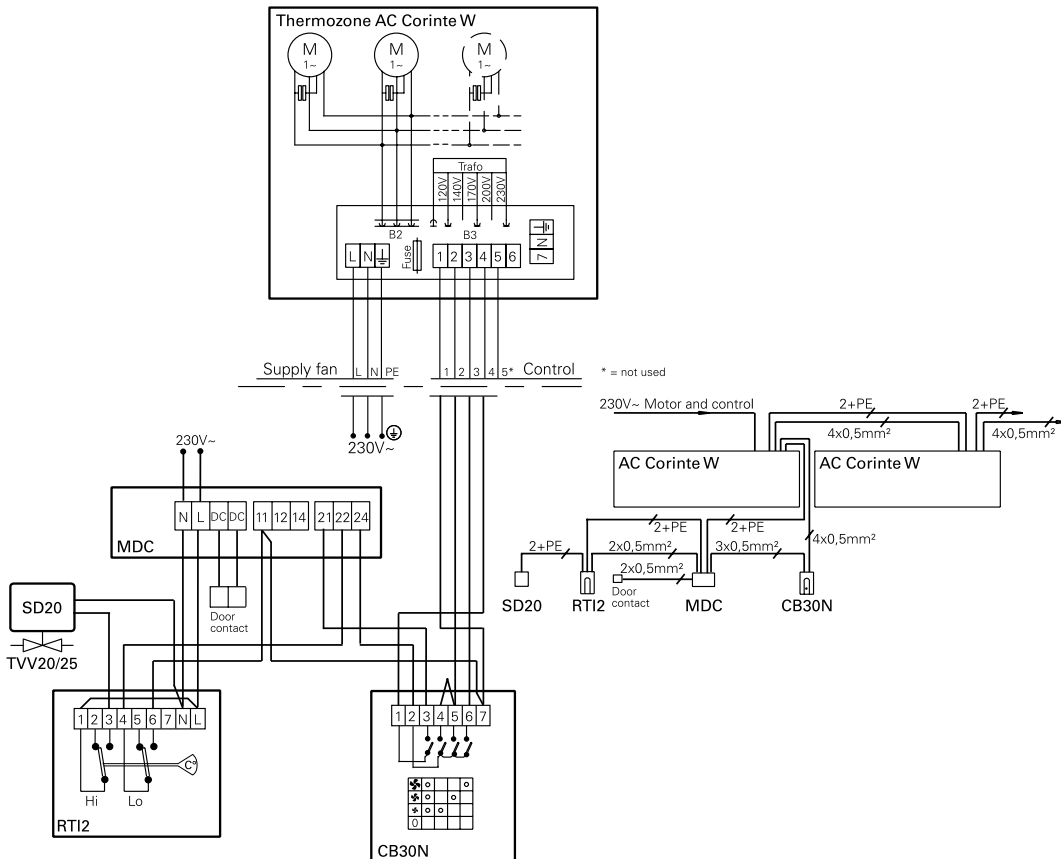 Thermozone AC Corinte W
M M M
1~ 1~ 1~
Trafo
120V 140V 170V 200V 230V
B2 B3
L N Fuse 1 2 3 4 5 6 7 N
Supply fan L N PE 1 2 3 4 5* Control * = not used
230V~
230V~ Motor and control 2+PE 2+PE
4x0,5mm² 4x0,5mm²
AC Corinte W AC Corinte W
2+PE 2+PE
4x0,5mm²
2+PE 2x0,5mm² 3x0,5mm²
2x0,5mm²
Door
contact
SD20 RTI2 MDC CB30N
230V~
N L DC DC 11 12 14 21 22 24
MDC
Door
contact
SD20
TVV20/25
1 2 3 4 5 6 7 N L
C°
Hi Lo
RTI2
1 2 3 4 5 6 7
0
CB30N